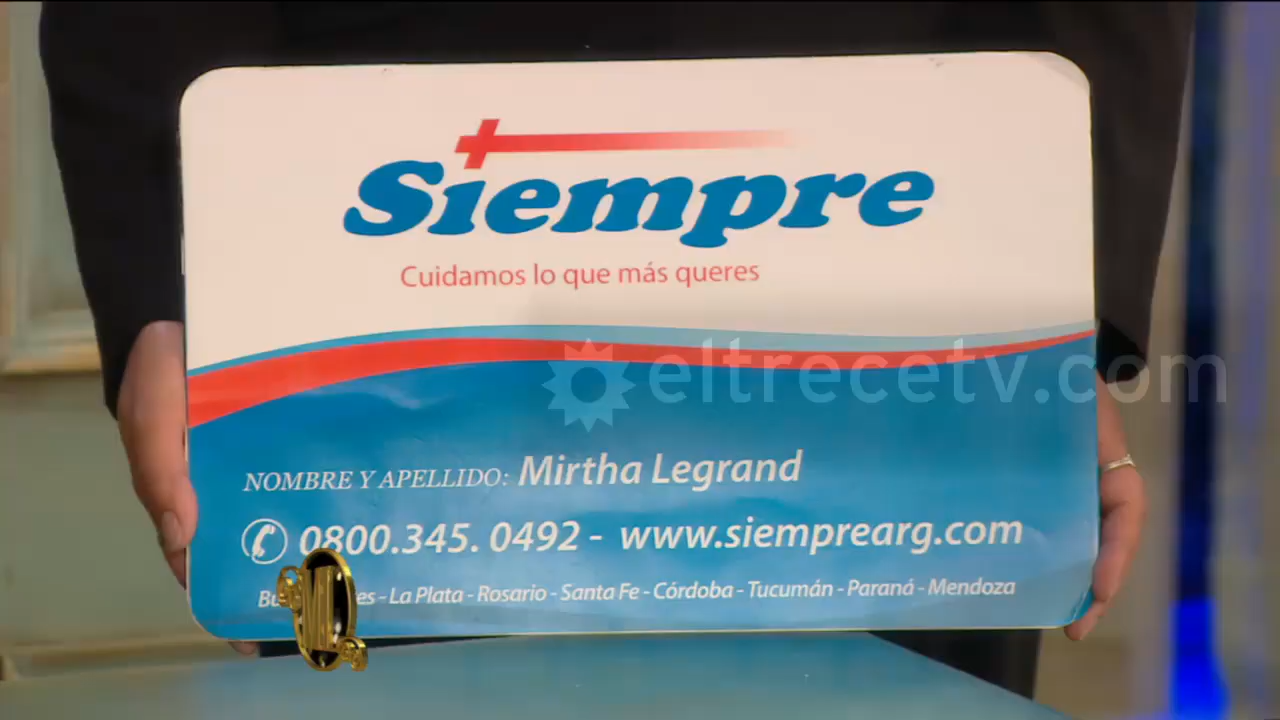 Siempre
Cuidamos lo que más queres
eltrecetv.com
NOMBRE Y APELLIDO: Mirtha Legrand
0800.345. 0492 - www.siemprearg.com
- La Plata - Rosario - Santa Fe - Córdoba - Tucumán - Paraná - Mendoza